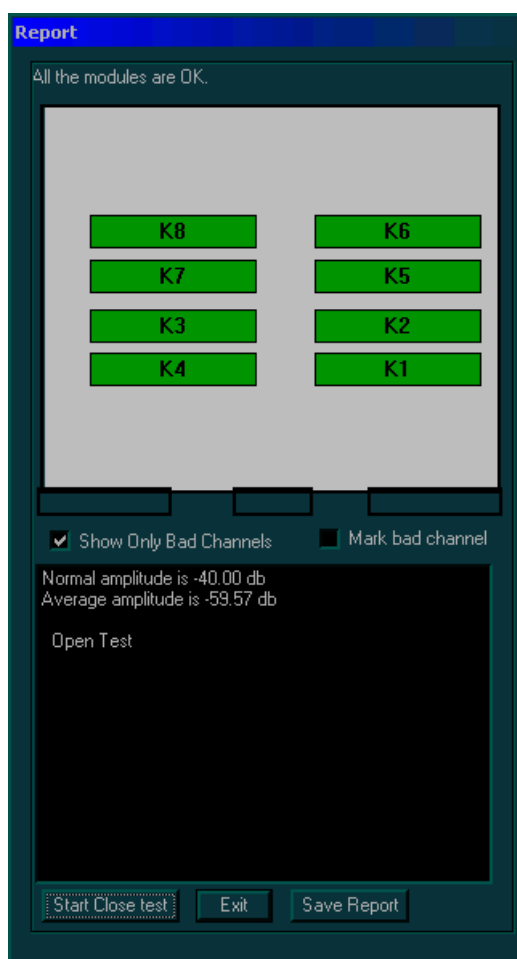 Report
All the modules are OK.
K8 K6
K7 K5
K3 K2
K4 K1
Show Only Bad Channels Mark bad channel
Normal amplitude is -40.00 db
Average amplitude is -59.57 db
Open Test
Start Close test Exit Save Report